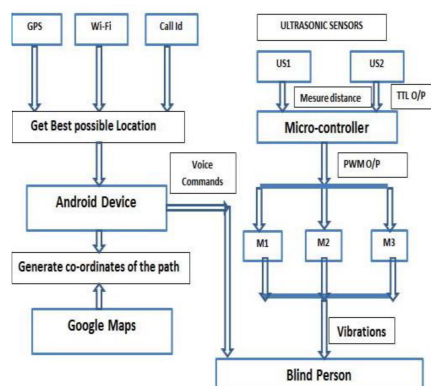 GPS
Wi-Fi
Call Id
ULTRASONIC SENSORS
US1
US2
Mesure distance
TTL O/P
Get Best possible Location
Micro-controller
Voice
Commands
PWM O/P
Android Device
M1
M2
M3
Generate co-ordinates of the path
Google Maps
Vibrations
Blind Person